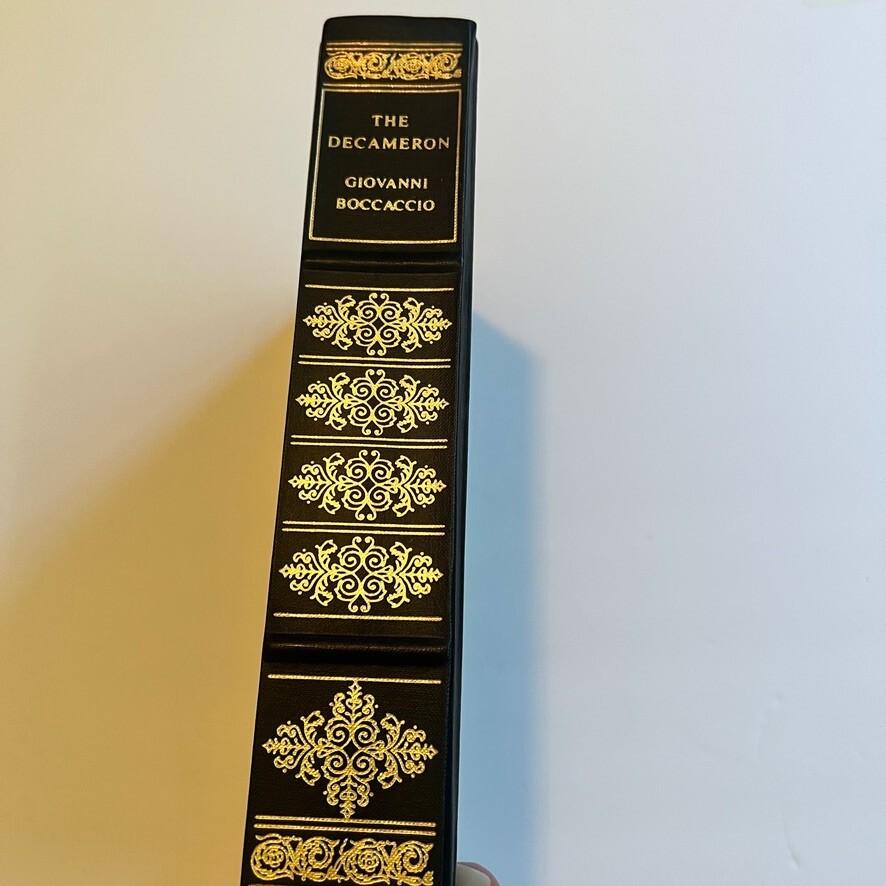 THE
DECAMERON
GIOVANNI
BOCCACCIO